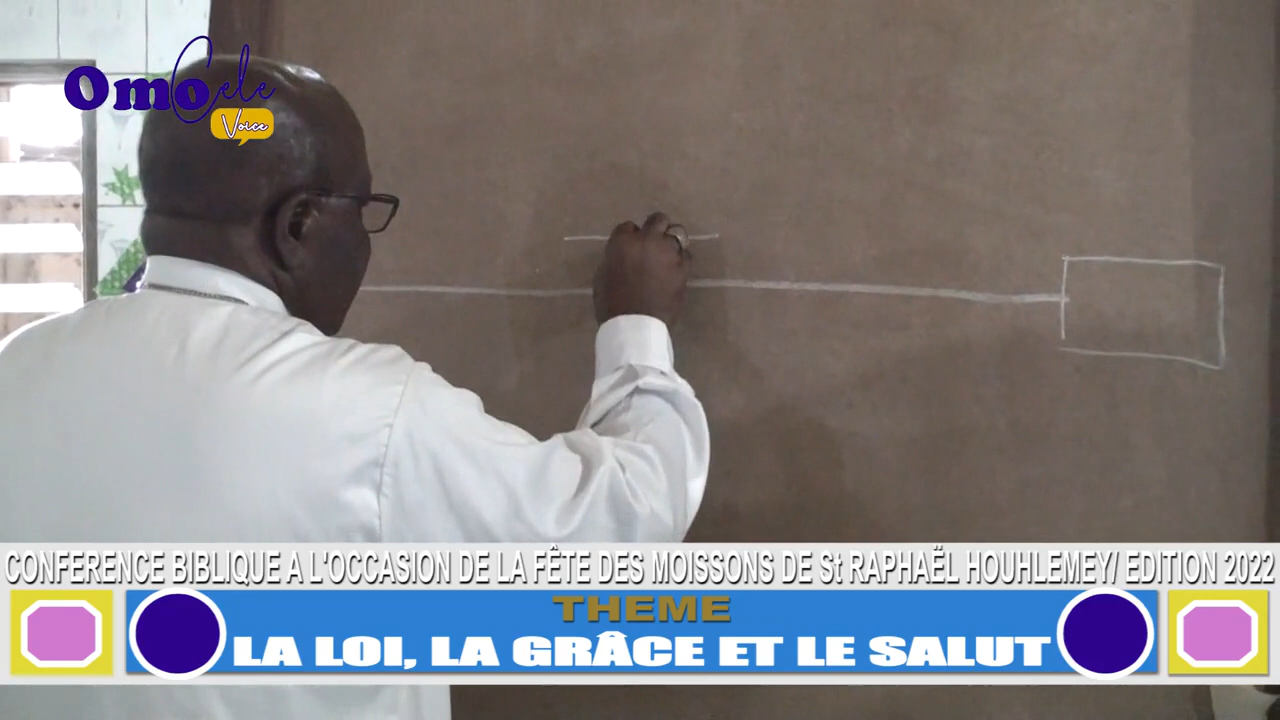 Omo Cele
Voice
CONFERENCE BIBLIQUE A L'OCCASION DE LA FÊTE DES MOISSONS DE St RAPHAËL HOUHLEMEY/ EDITION 2022
THEME
LA LOI, LA GRÂCE ET LE SALUT